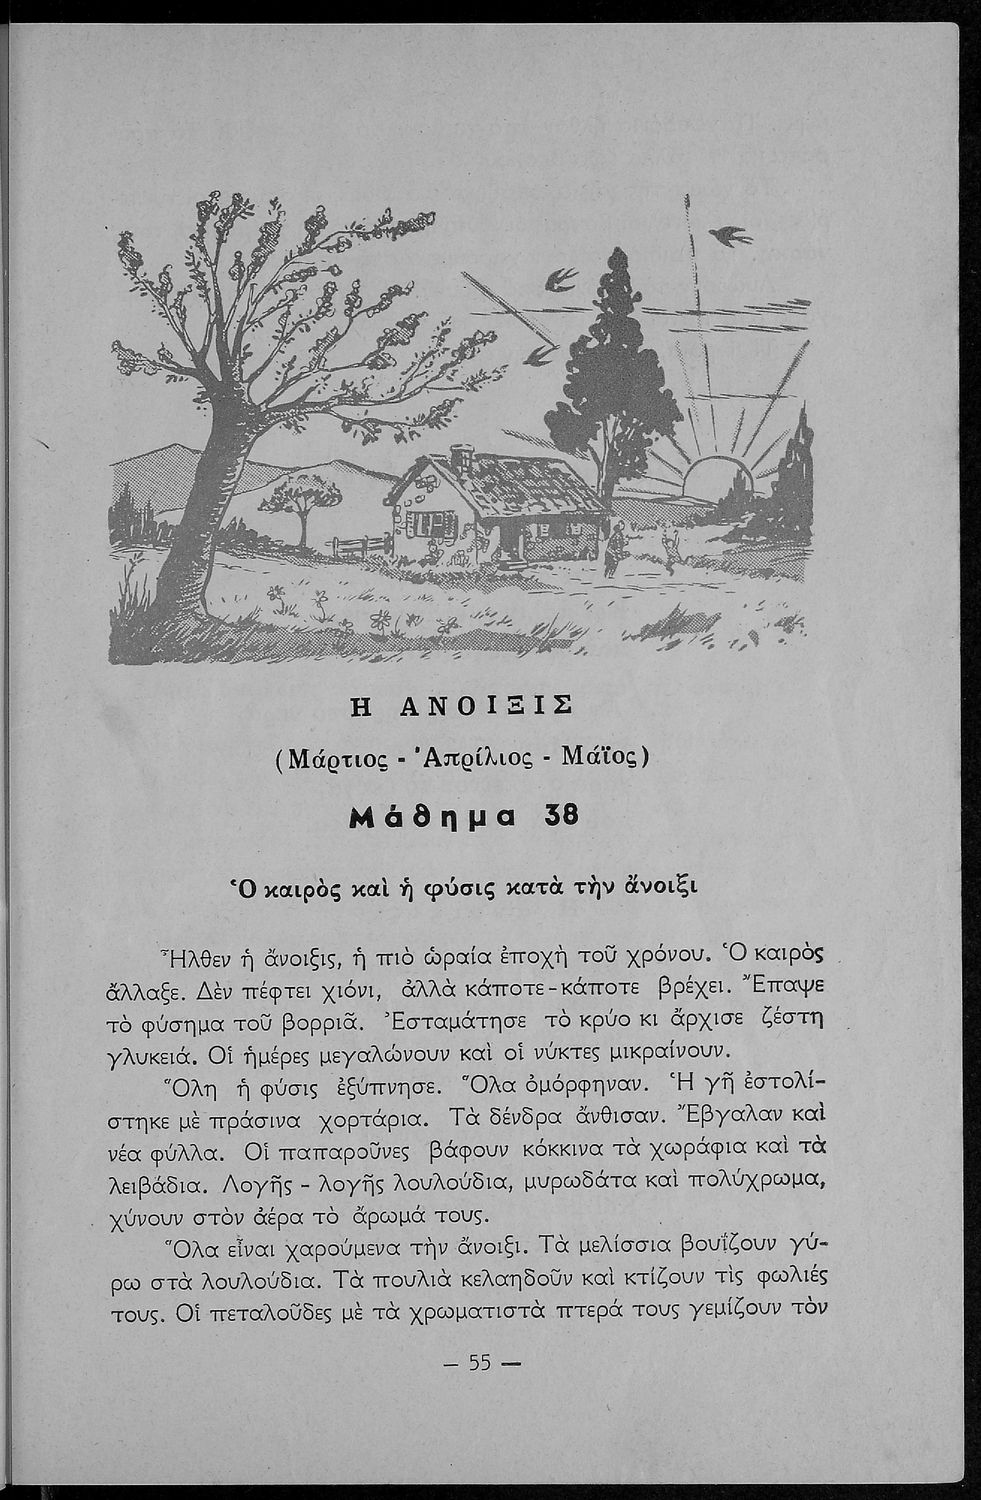 Η ΑΝΟΙΞΙΣ
(Μάρτιος - Ἀπρίλιος - Μάϊος)
Μάθημα 38
Ὁ καιρὸς καὶ ἡ φύσις κατὰ τὴν ἄνοιξι
Ἦλθεν ἡ ἄνοιξις, ἡ πιὸ ὡραία ἐποχὴ τοῦ χρόνου. Ὁ καιρὸς
ἄλλαξε. Δὲν πέφτει χιόνι, ἀλλὰ κάποτε-κάποτε βρέχει. Ἔπαψε
τὸ φύσημα τοῦ βορριᾶ. Ἐσταμάτησε τὸ κρύο κι ἄρχισε ζέστη
γλυκειά. Οἱ ἡμέρες μεγαλώνουν καὶ οἱ νύκτες μικραίνουν.
Ὅλη ἡ φύσις ἐξύπνησε. Ὅλα ὀμόρφηναν. Ἡ γῆ ἐστολί-
στηκε μὲ πράσινα χορτάρια. Τὰ δένδρα ἄνθισαν. Ἔβγαλαν καὶ
νέα φύλλα. Οἱ παπαροῦνες βάφουν κόκκινα τὰ χωράφια καὶ τὰ
λειβάδια. Λογῆς - λογῆς λουλούδια, μυρωδάτα καὶ πολύχρωμα,
χύνουν στὸν ἀέρα τὸ ἄρωμά τους.
Ὅλα εἶναι χαρούμενα τὴν ἄνοιξι. Τὰ μελίσσια βουΐζουν γύ-
ρω στὰ λουλούδια. Τὰ πουλιὰ κελαηδοῦν καὶ κτίζουν τὶς φωλιές
τους. Οἱ πεταλοῦδες μὲ τὰ χρωματιστὰ πτερά τους γεμίζουν τὸν
— 55 —